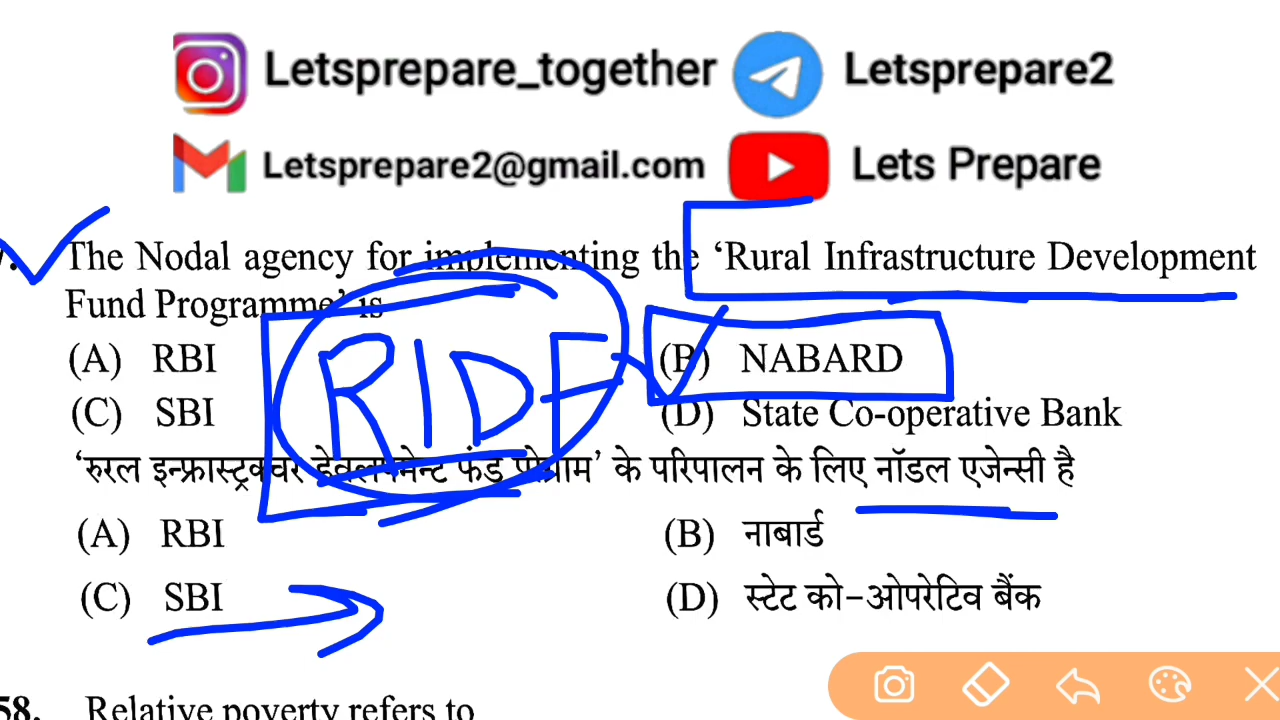 Letsprepare_together Letsprepare2
Letsprepare2@gmail.com Lets Prepare
The Nodal agency for implementing the ‘Rural Infrastructure Development
Fund Programme’ is
(A) RBI (B) NABARD
RIDF
(C) SBI (D) State Co-operative Bank
‘रुरल इन्फ्रास्ट्रक्चर डेवलपमेन्ट फंड प्रोग्राम’ के परिपालन के लिए नॉडल एजेन्सी है
(A) RBI (B) नाबार्ड
(C) SBI (D) स्टेट को–ओपरेटिव बैंक
58. Relative poverty refers to